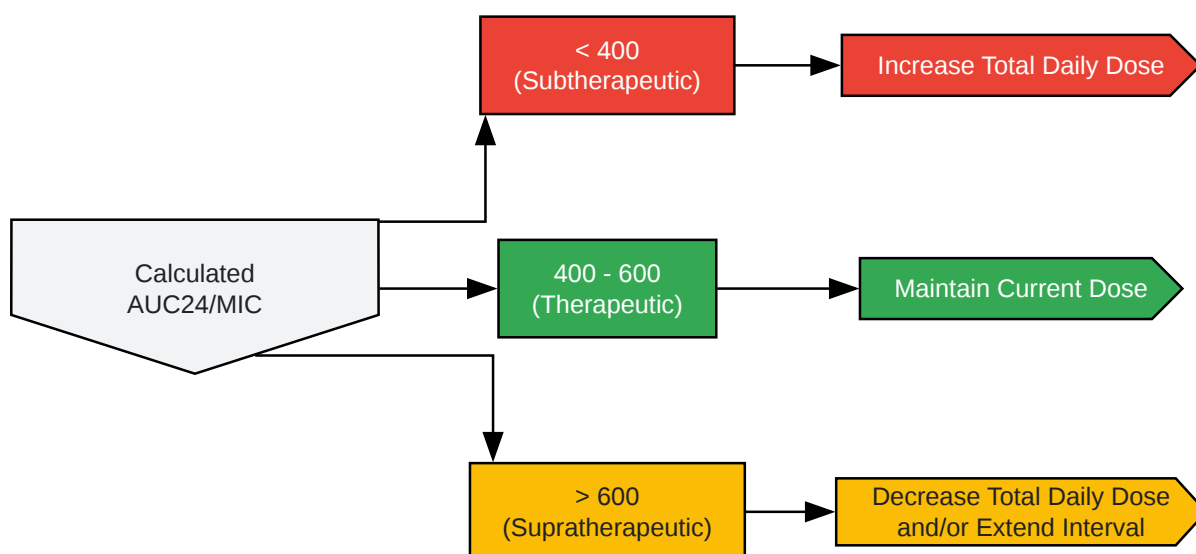 < 400
(Subtherapeutic)
Increase Total Daily Dose
Calculated
AUC24/MIC
400 - 600
(Therapeutic)
Maintain Current Dose
> 600
(Supratherapeutic)
Decrease Total Daily Dose
and/or Extend Interval